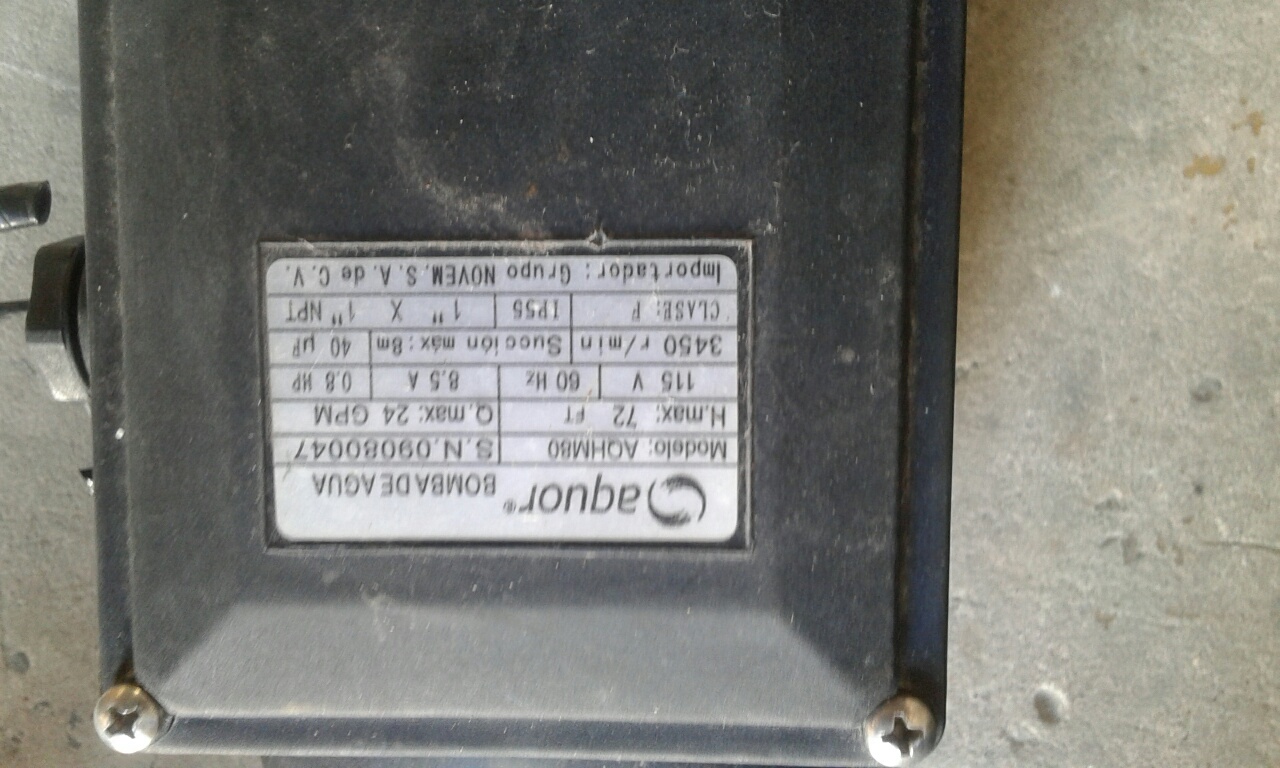 aquor® BOMBA DE AGUA
Modelo: AQHM80 S.N.09080047
H.max: 72 FT Q.max: 24 GPM
115 V 60 Hz 8.5 A 0.8 HP
3450 r/min Succión máx: 8m 40 µF
CLASE: F IP55 1" X 1" NPT
Importador: Grupo NOVEM, S.A. de C.V.